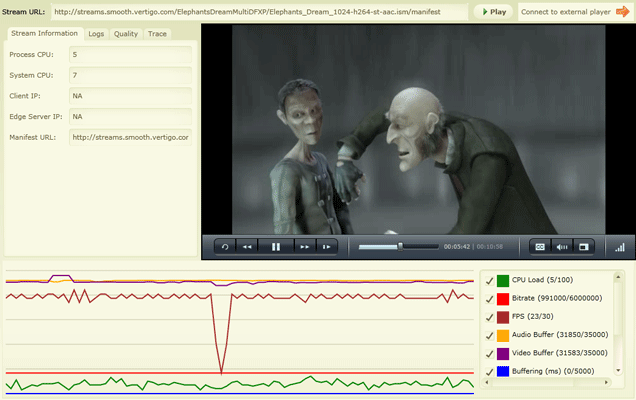 Stream URL: http://streams.smooth.vertigo.com/ElephantsDreamMultiDFXP/Elephants_Dream_1024-h264-st-aac.ism/manifest Play Connect to external player
Stream Information Logs Quality Trace
Process CPU: 5
System CPU: 7
Client IP: NA
Edge Server IP: NA
Manifest URL: http://streams.smooth.vertigo.cor
00:05:42 | 00:10:58 CC
CPU Load (5/100)
Bitrate (991000/6000000)
FPS (23/30)
Audio Buffer (31850/35000)
Video Buffer (31583/35000)
Buffering (ms) (0/5000)